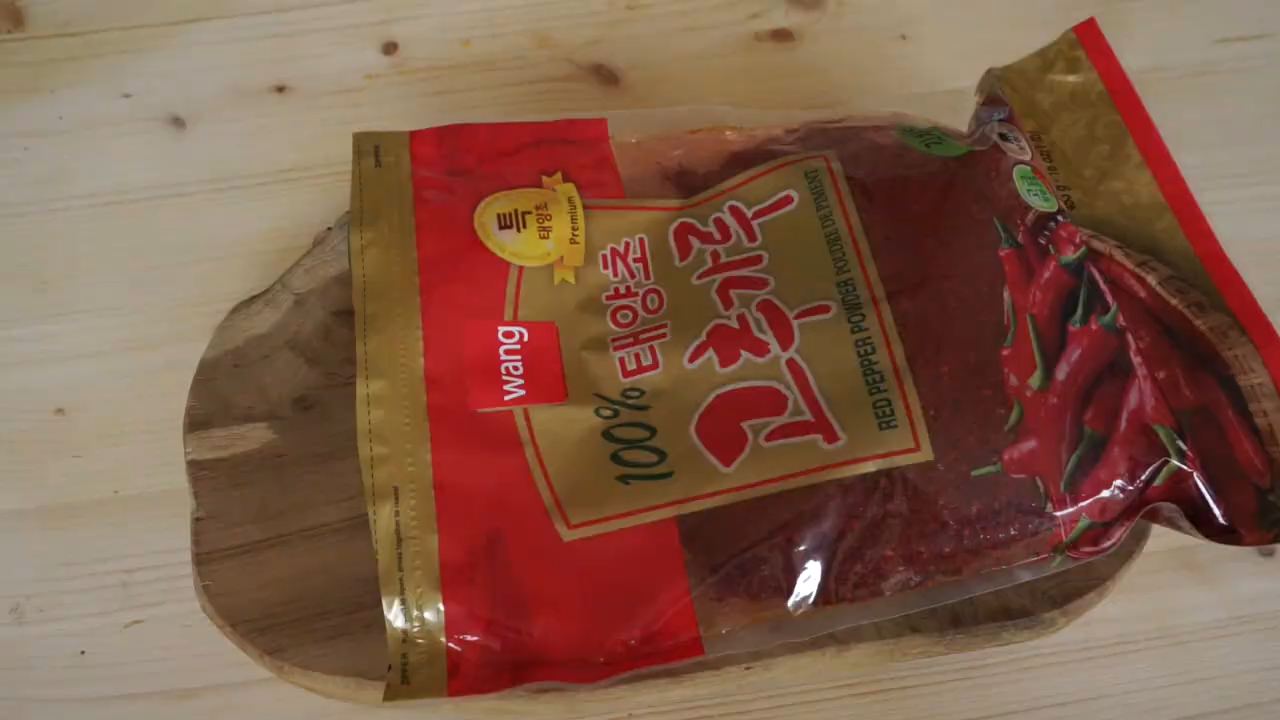 ZIPPER
특
태양초
Premium
wang
100% 태양초
고춧가루
RED PEPPER POWDER POUDRE DE PIMENT